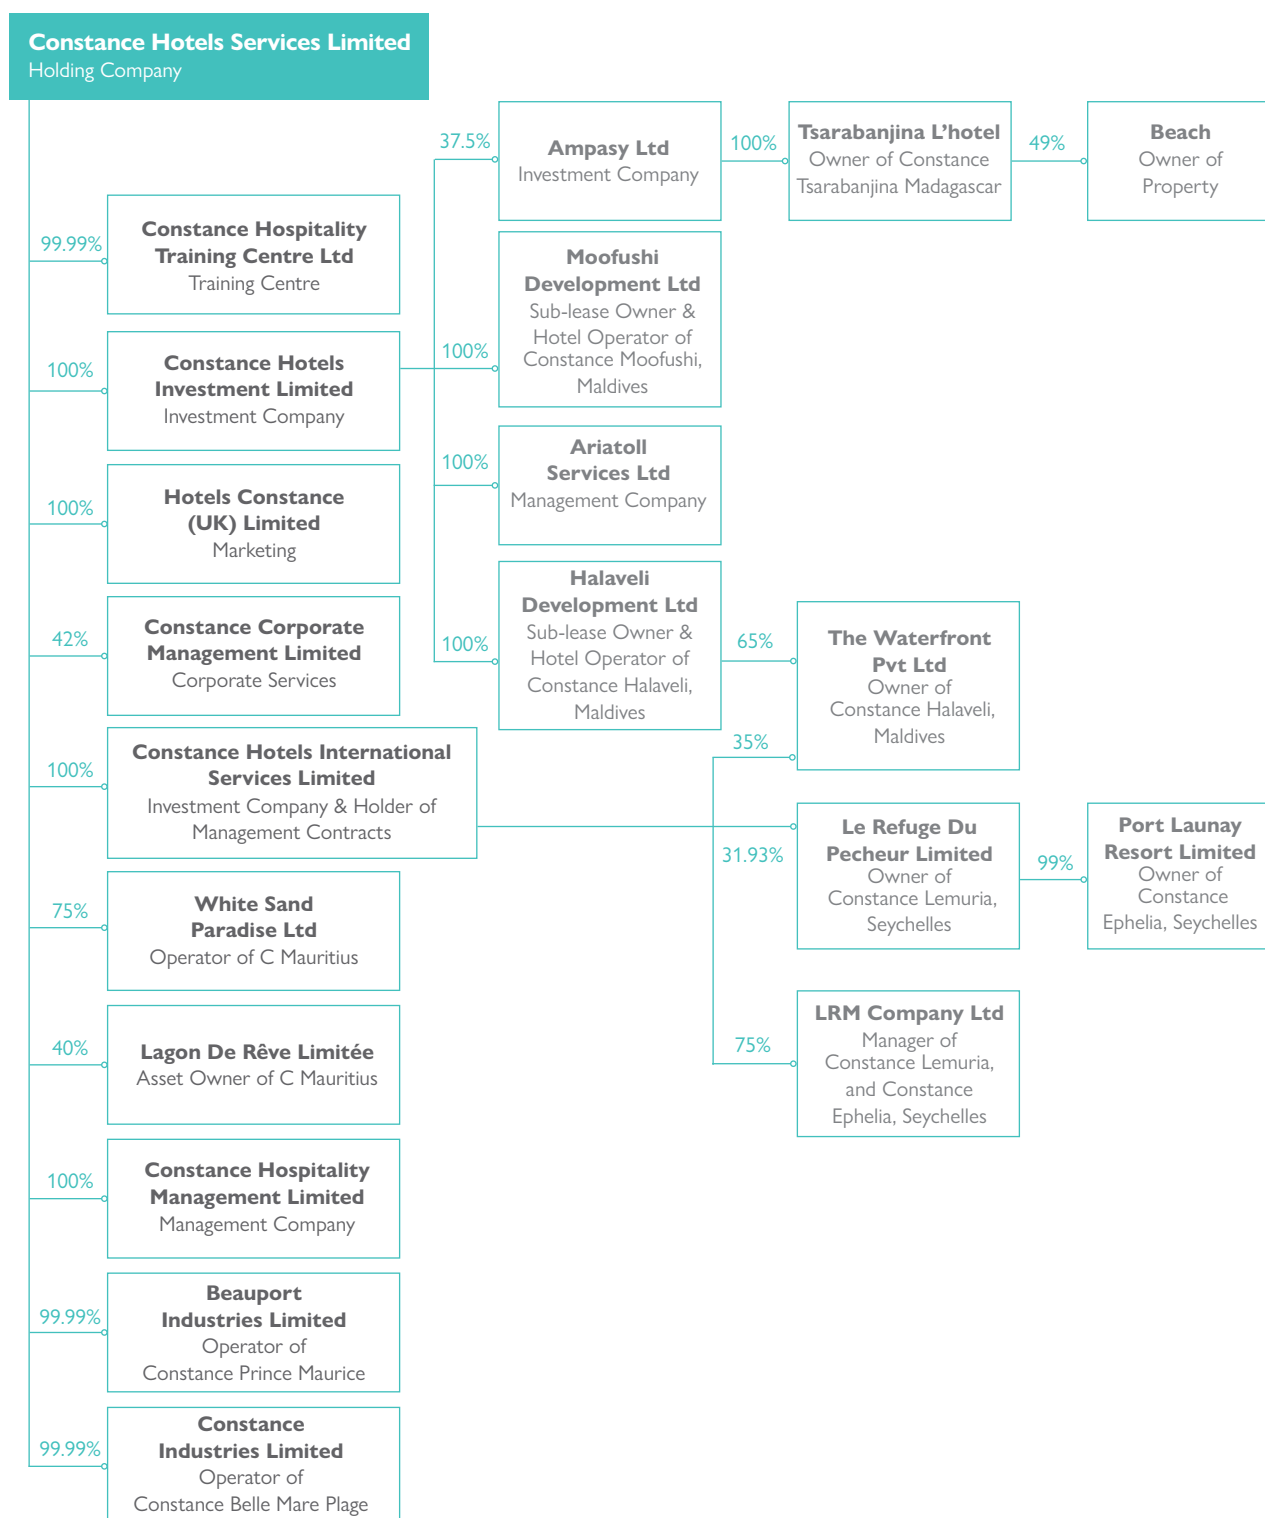 Constance Hotels Services Limited
Holding Company
99.99%
Constance Hospitality
Training Centre Ltd
Training Centre
100%
Constance Hotels
Investment Limited
Investment Company
37.5%
Ampasy Ltd
Investment Company
100%
Tsarabanjina L’hotel
Owner of Constance
Tsarabanjina Madagascar
49%
Beach
Owner of
Property
100%
Moofushi
Development Ltd
Sub-lease Owner &
Hotel Operator of
Constance Moofushi,
Maldives
100%
Ariatoll
Services Ltd
Management Company
100%
Halaveli
Development Ltd
Sub-lease Owner &
Hotel Operator of
Constance Halaveli,
Maldives
65%
The Waterfront
Pvt Ltd
Owner of
Constance Halaveli,
Maldives
100%
Hotels Constance
(UK) Limited
Marketing
42%
Constance Corporate
Management Limited
Corporate Services
100%
Constance Hotels International
Services Limited
Investment Company & Holder of
Management Contracts
35%
31.93%
Le Refuge Du
Pecheur Limited
Owner of
Constance Lemuria,
Seychelles
99%
Port Launay
Resort Limited
Owner of
Constance
Ephelia, Seychelles
75%
LRM Company Ltd
Manager of
Constance Lemuria,
and Constance
Ephelia, Seychelles
75%
White Sand
Paradise Ltd
Operator of C Mauritius
40%
Lagon De Rêve Limitée
Asset Owner of C Mauritius
100%
Constance Hospitality
Management Limited
Management Company
99.99%
Beauport
Industries Limited
Operator of
Constance Prince Maurice
99.99%
Constance
Industries Limited
Operator of
Constance Belle Mare Plage